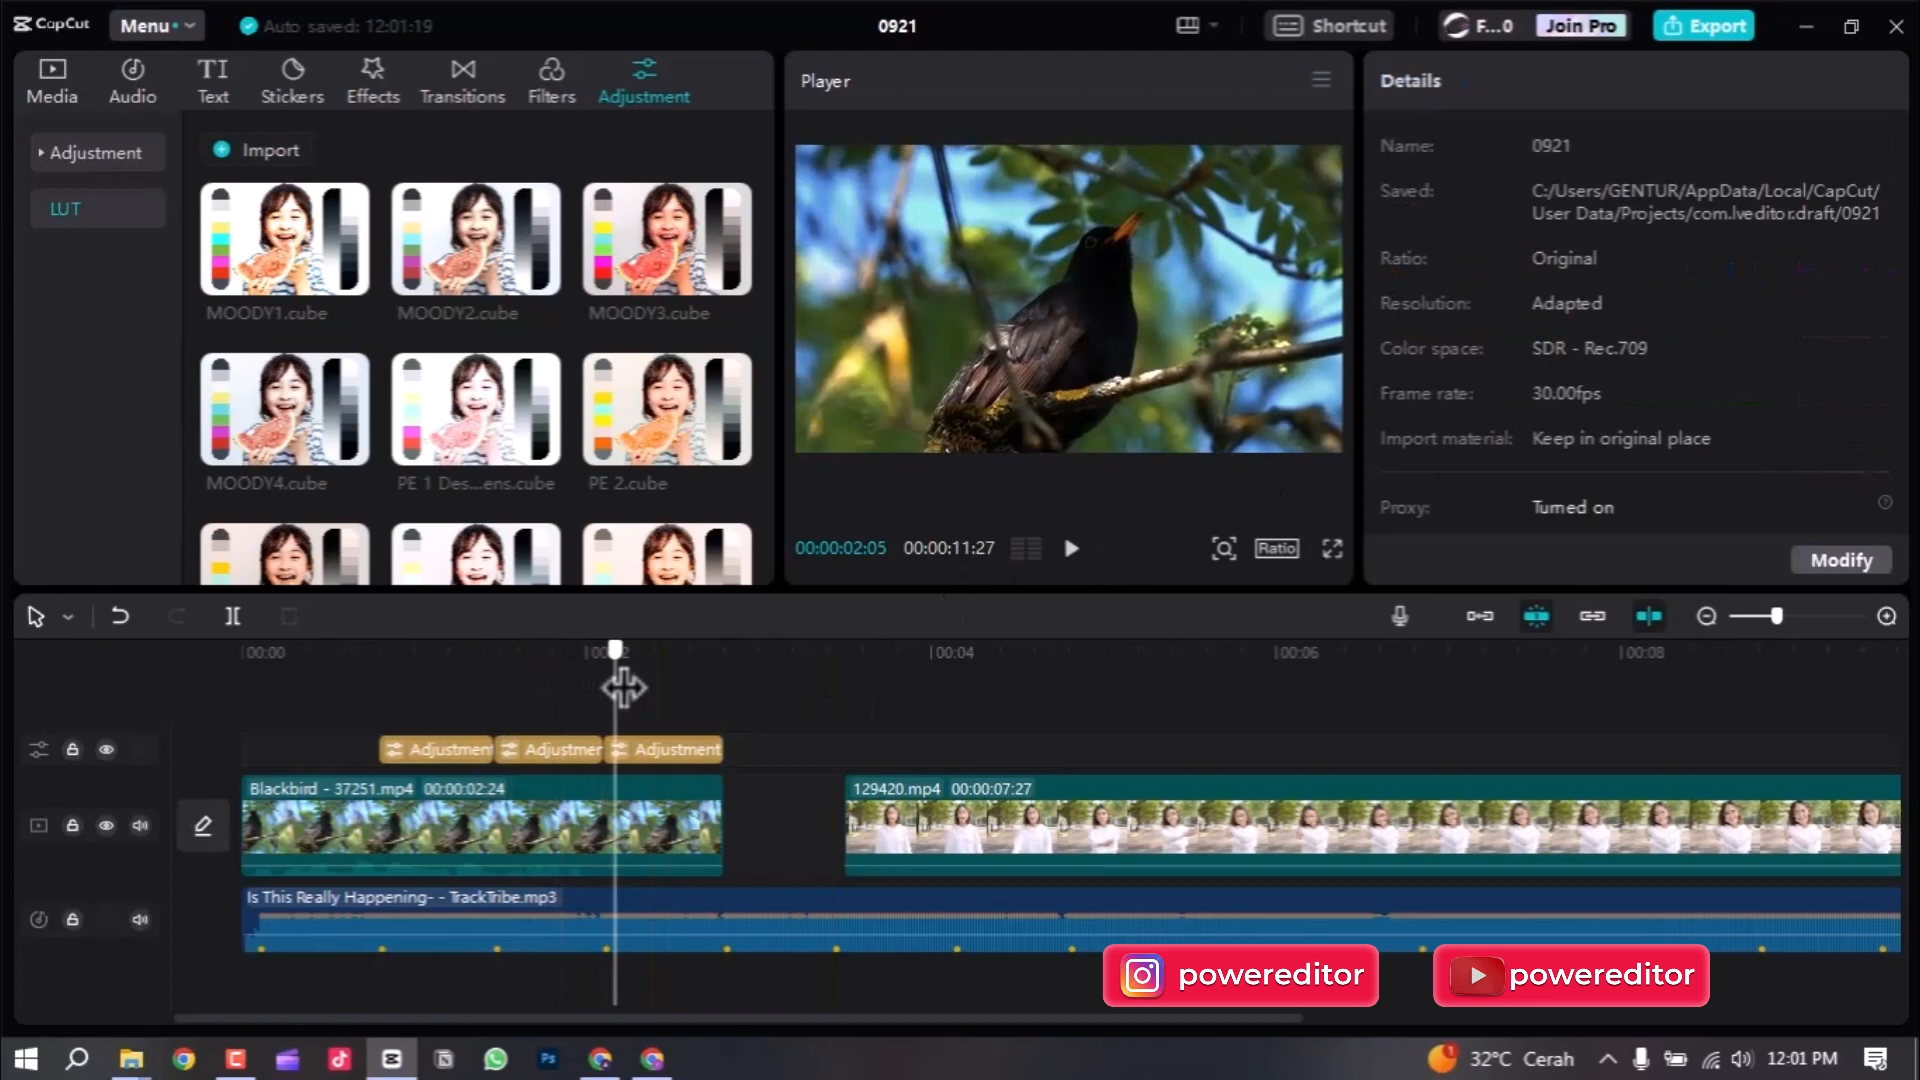 CapCut
Menu
Auto saved: 12:01:19
0921
Shortcut
F...0
Join Pro
Export
Media
Audio
TI
Text
Stickers
Effects
Transitions
Filters
Adjustment
Player
Details
Adjustment
LUT
Import
MOODY1.cube
MOODY2.cube
MOODY3.cube
MOODY4.cube
PE 1 Des...ens.cube
PE 2.cube
Name:
0921
Saved:
C:/Users/GENTUR/AppData/Local/CapCut/
User Data/Projects/com.lveditor.draft/0921
Ratio:
Original
Resolution:
Adapted
Color space:
SDR - Rec.709
Frame rate:
30.00fps
Import material:
Keep in original place
Proxy:
Turned on
Modify
00:00:02:05
00:00:11:27
Ratio
00:00
00:04
00:06
00:08
Adjustment
Adjustmer
Adjustment
Blackbird - 37251.mp4 00:00:02:24
129420.mp4 00:00:07:27
Is This Really Happening- - TrackTribe.mp3
powereditor
powereditor
Ps
1
32°C Cerah
12:01 PM